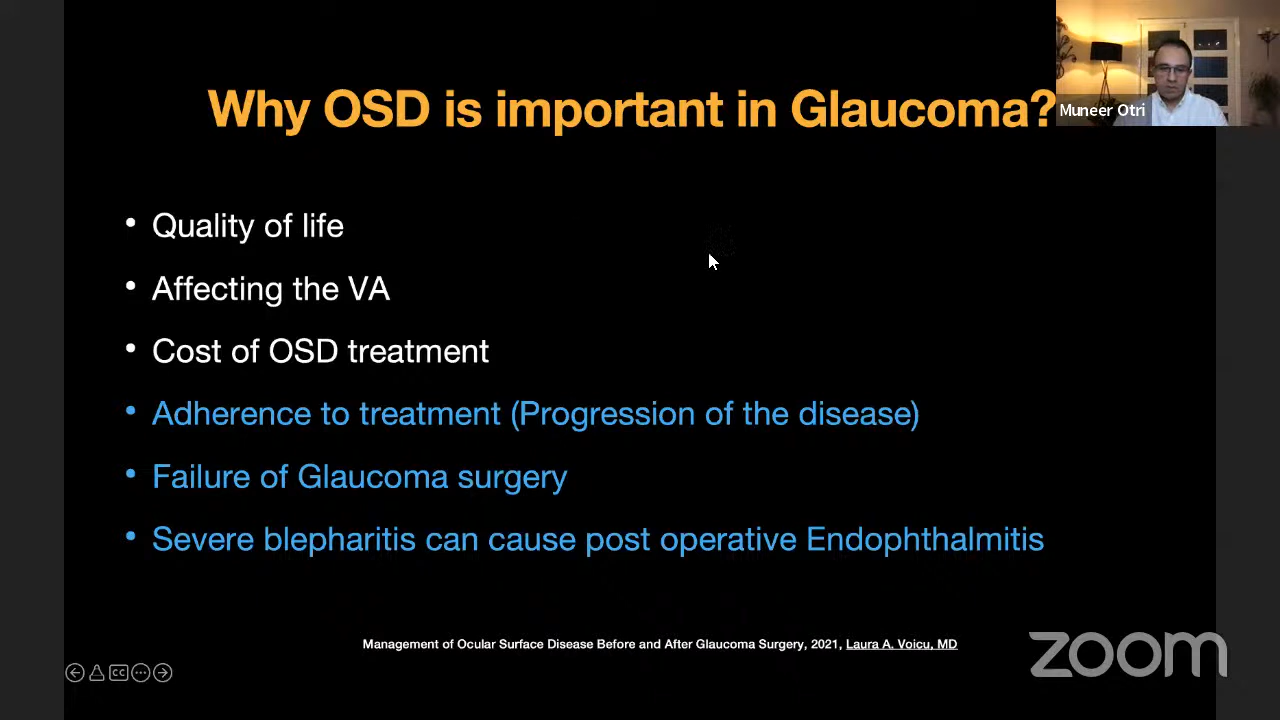 Why OSD is important in Glaucoma?
Muneer Otri
• Quality of life
• Affecting the VA
• Cost of OSD treatment
• Adherence to treatment (Progression of the disease)
• Failure of Glaucoma surgery
• Severe blepharitis can cause post operative Endophthalmitis
Management of Ocular Surface Disease Before and After Glaucoma Surgery, 2021, Laura A. Voicu, MD
CC
zoom